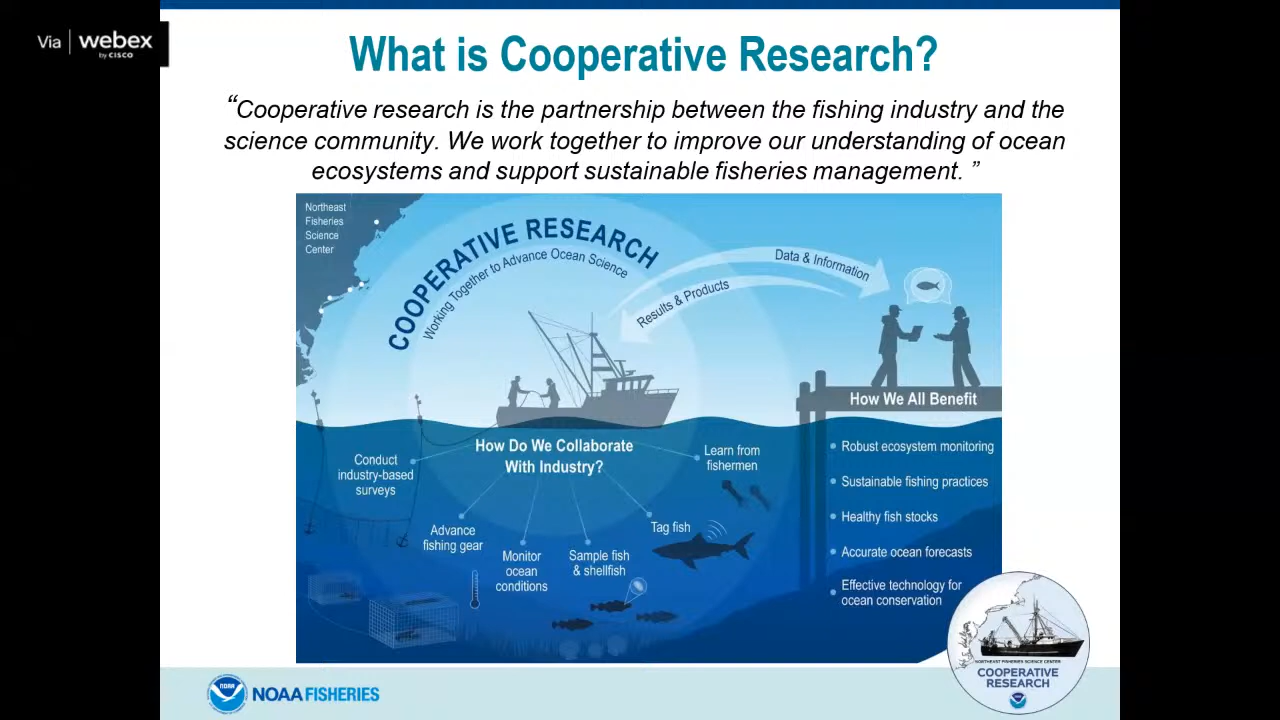 Via webex
by CISCO
What is Cooperative Research?
“Cooperative research is the partnership between the fishing industry and the
science community. We work together to improve our understanding of ocean
ecosystems and support sustainable fisheries management. ”
Northeast
Fisheries
Science
Center
COOPERATIVE RESEARCH
Working Together to Advance Ocean Science
Data & Information
Results & Products
How We All Benefit
How Do We Collaborate
With Industry?
Conduct
industry-based
surveys
Advance
fishing gear
Monitor
ocean
conditions
Sample fish
& shellfish
Tag fish
Learn from
fishermen
Robust ecosystem monitoring
Sustainable fishing practices
Healthy fish stocks
Accurate ocean forecasts
Effective technology for
ocean conservation
NORTHEAST FISHERIES SCIENCE CENTER
COOPERATIVE
RESEARCH
NOAA
NOAA FISHERIES